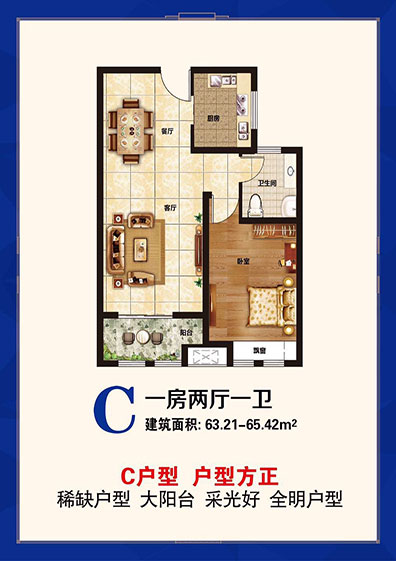 厨房
餐厅
卫生间
客厅
卧室
阳台
飘窗
C 一房两厅一卫
建筑面积: 63.21-65.42m²
C户型 户型方正
稀缺户型 大阳台 采光好 全明户型